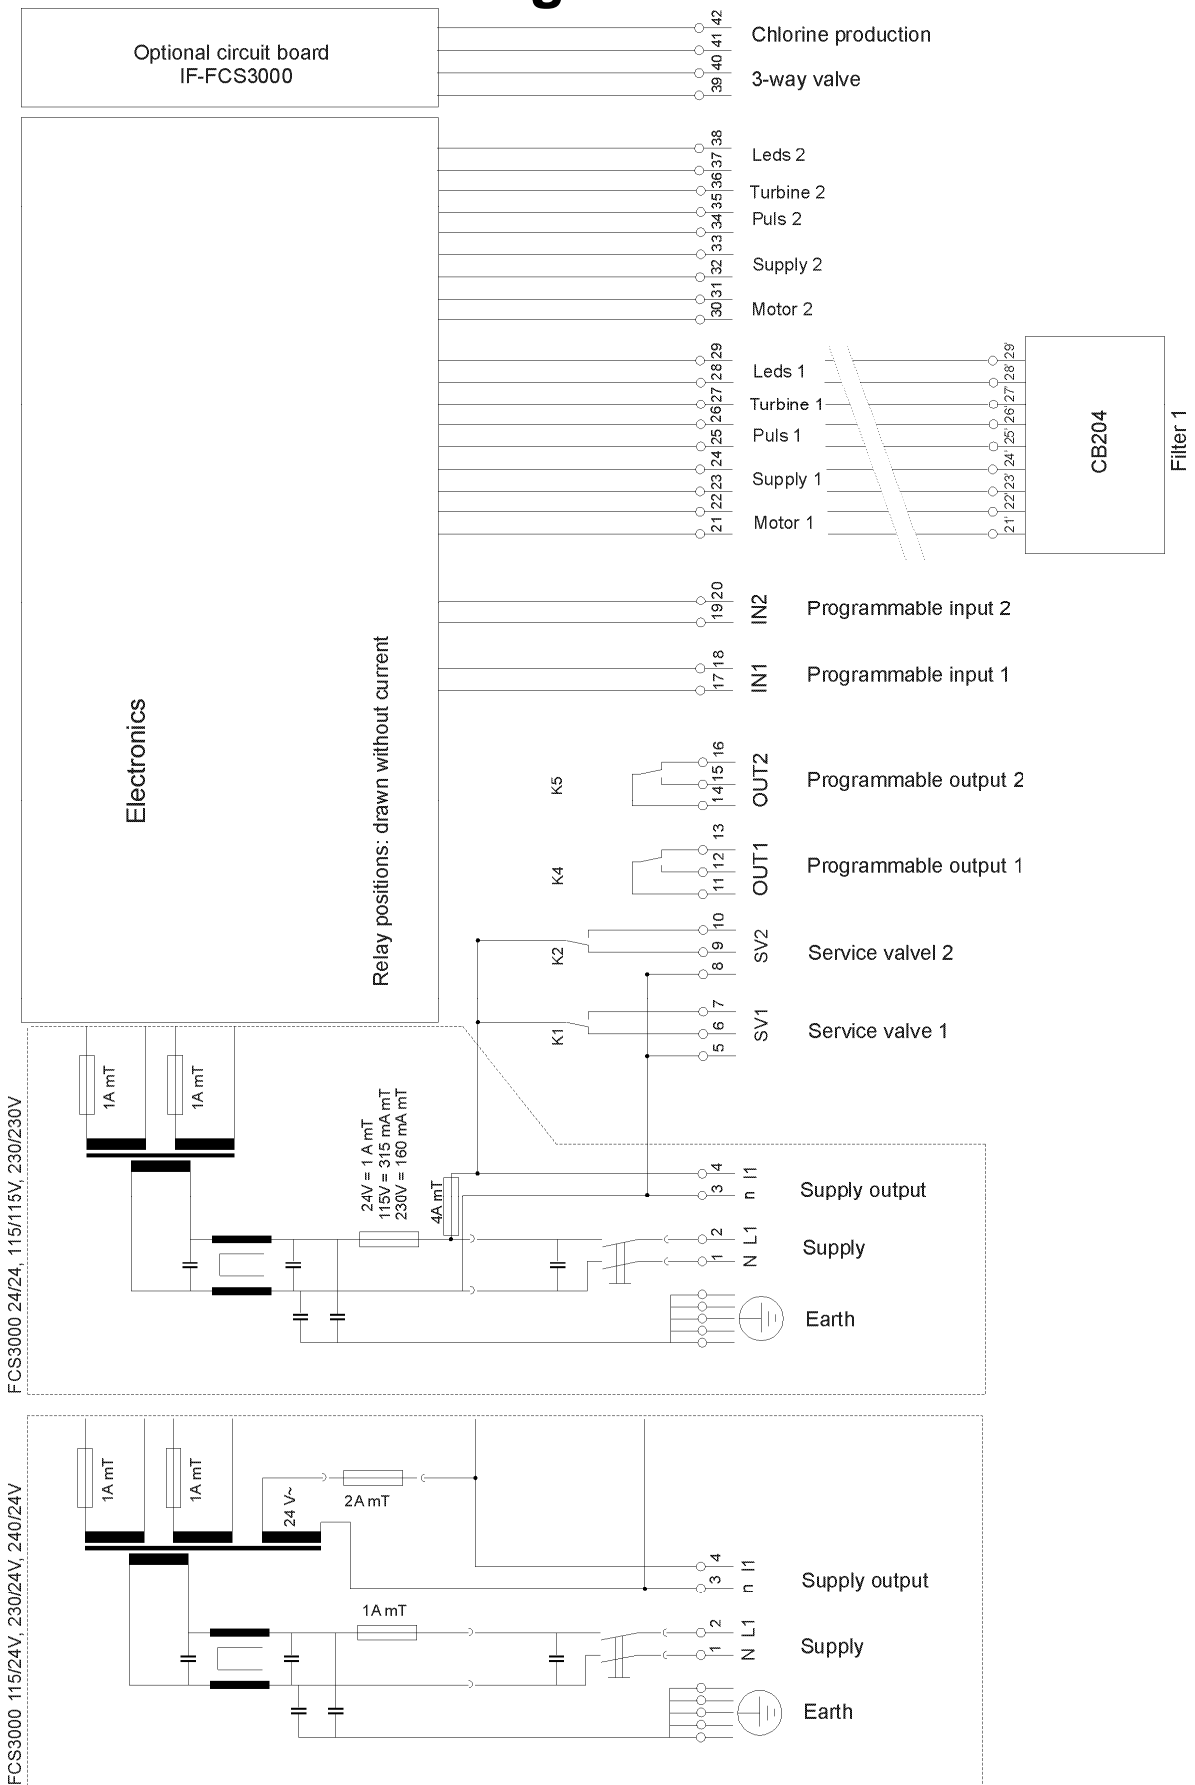 g
Optional circuit board
IF-FCS3000
42
41
40
39
Chlorine production
3-way valve
Electronics
Relay positions: drawn without current
38
37
36
35
34
33
32
31
30
Leds 2
Turbine 2
Puls 2
Supply 2
Motor 2
29
28
27
26
25
24
23
22
21
Leds 1
Turbine 1
Puls 1
Supply 1
Motor 1
29'
28'
27'
26'
25'
24'
23'
22'
21'
CB204
Filter 1
20
19
IN2
Programmable input 2
18
17
IN1
Programmable input 1
K5
16
15
14
OUT2
Programmable output 2
K4
13
12
11
OUT1
Programmable output 1
K2
10
9
8
SV2
Service valvel 2
K1
7
6
5
SV1
Service valve 1
FCS3000 24/24, 115/115V, 230/230V
1A mT
1A mT
24V = 1 A mT
115V = 315 mA mT
230V = 160 mA mT
4A mT
4 l1
3 n
Supply output
2 L1
1 N
Supply
Earth
FCS3000 115/24V, 230/24V, 240/24V
1A mT
1A mT
24 V~
2A mT
4 l1
3 n
Supply output
1A mT
2 L1
1 N
Supply
Earth